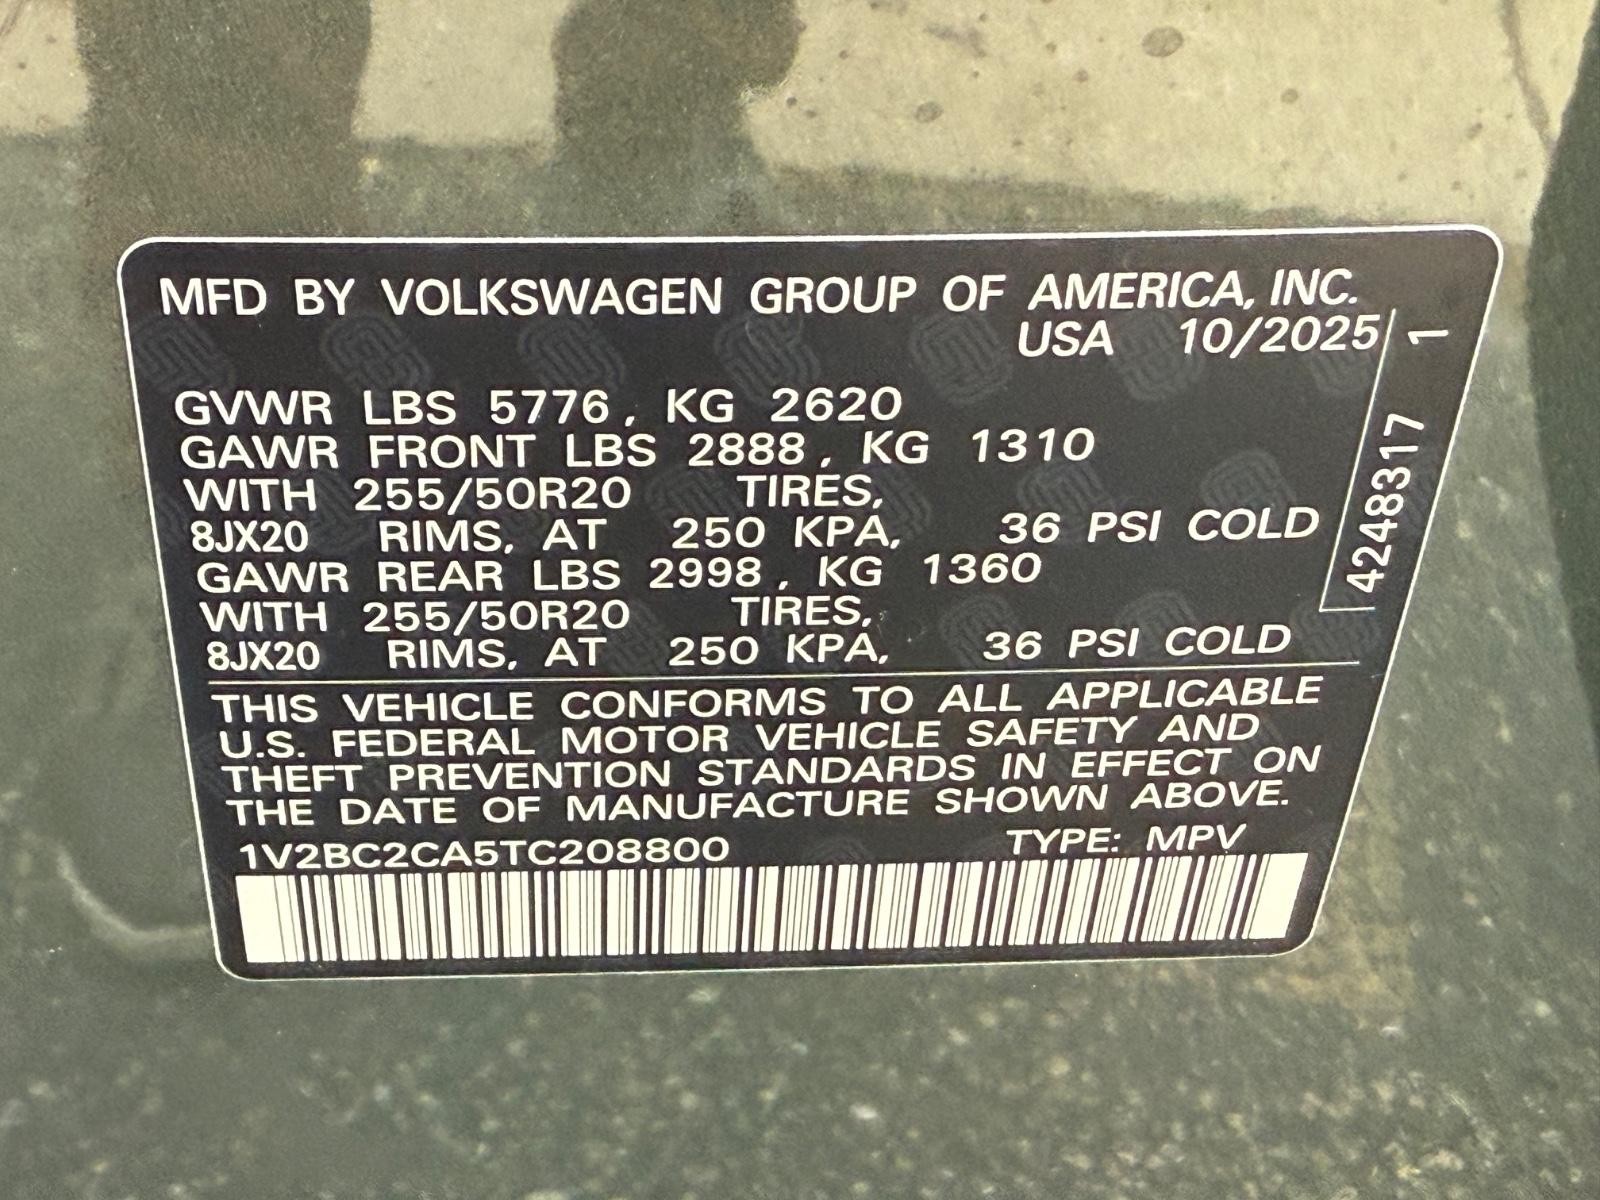 MFD BY VOLKSWAGEN GROUP OF AMERICA, INC.
USA 10/2025
GVWR LBS 5776, KG 2620
GAWR FRONT LBS 2888, KG 1310
WITH 255/50R20 TIRES,
8JX20 RIMS, AT 250 KPA, 36 PSI COLD
GAWR REAR LBS 2998, KG 1360
WITH 255/50R20 TIRES,
8JX20 RIMS, AT 250 KPA, 36 PSI COLD
THIS VEHICLE CONFORMS TO ALL APPLICABLE
U.S. FEDERAL MOTOR VEHICLE SAFETY AND
THEFT PREVENTION STANDARDS IN EFFECT ON
THE DATE OF MANUFACTURE SHOWN ABOVE.
1V2BC2CA5TC208800 TYPE: MPV
4248317 1